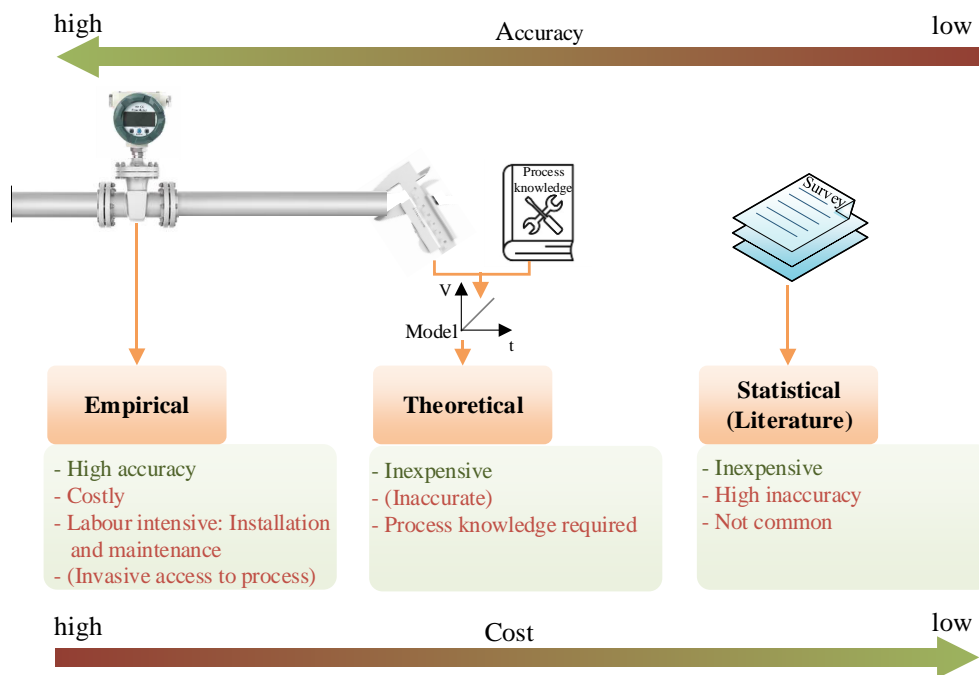 high
Accuracy
low
Process
knowledge
Survey
V
Model
t
Empirical
- High accuracy
- Costly
- Labour intensive: Installation
and maintenance
- (Invasive access to process)
Theoretical
- Inexpensive
- (Inaccurate)
- Process knowledge required
Statistical
(Literature)
- Inexpensive
- High inaccuracy
- Not common
high
Cost
low